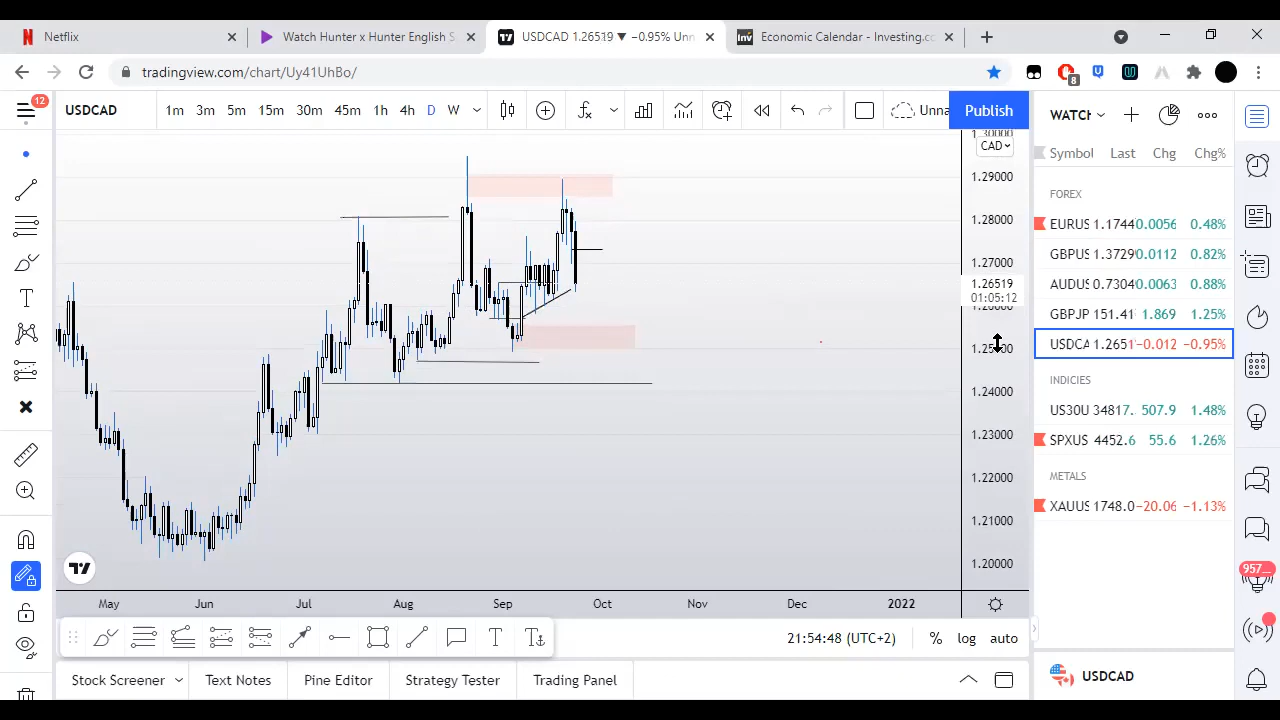 Netflix
Watch Hunter x Hunter English S
USDCAD 1.26519 ▼ −0.95% Unn
Economic Calendar - Investing.co
tradingview.com/chart/Uy41UhBo/
8
12
USDCAD
1m 3m 5m 15m 30m 45m 1h 4h D W
Unna
Publish
WATCH
Symbol Last Chg Chg%
CAD
1.30000
1.29000
1.28000
1.27000
1.26519
01:05:12
1.26000
1.25000
1.24000
1.23000
1.22000
1.21000
1.20000
FOREX
EURUS 1.1744 0.0056 0.48%
GBPUS 1.3729 0.0112 0.82%
AUDUS 0.7304 0.0063 0.88%
GBPJP 151.41 1.869 1.25%
USDCA 1.2651 −0.012 −0.95%
INDICIES
US30U 34817. 507.9 1.48%
SPXUS 4452.6 55.6 1.26%
METALS
XAUUS 1748.0 −20.06 −1.13%
957
May Jun Jul Aug Sep Oct Nov Dec 2022
21:54:48 (UTC+2) % log auto
Stock Screener Text Notes Pine Editor Strategy Tester Trading Panel
USDCAD